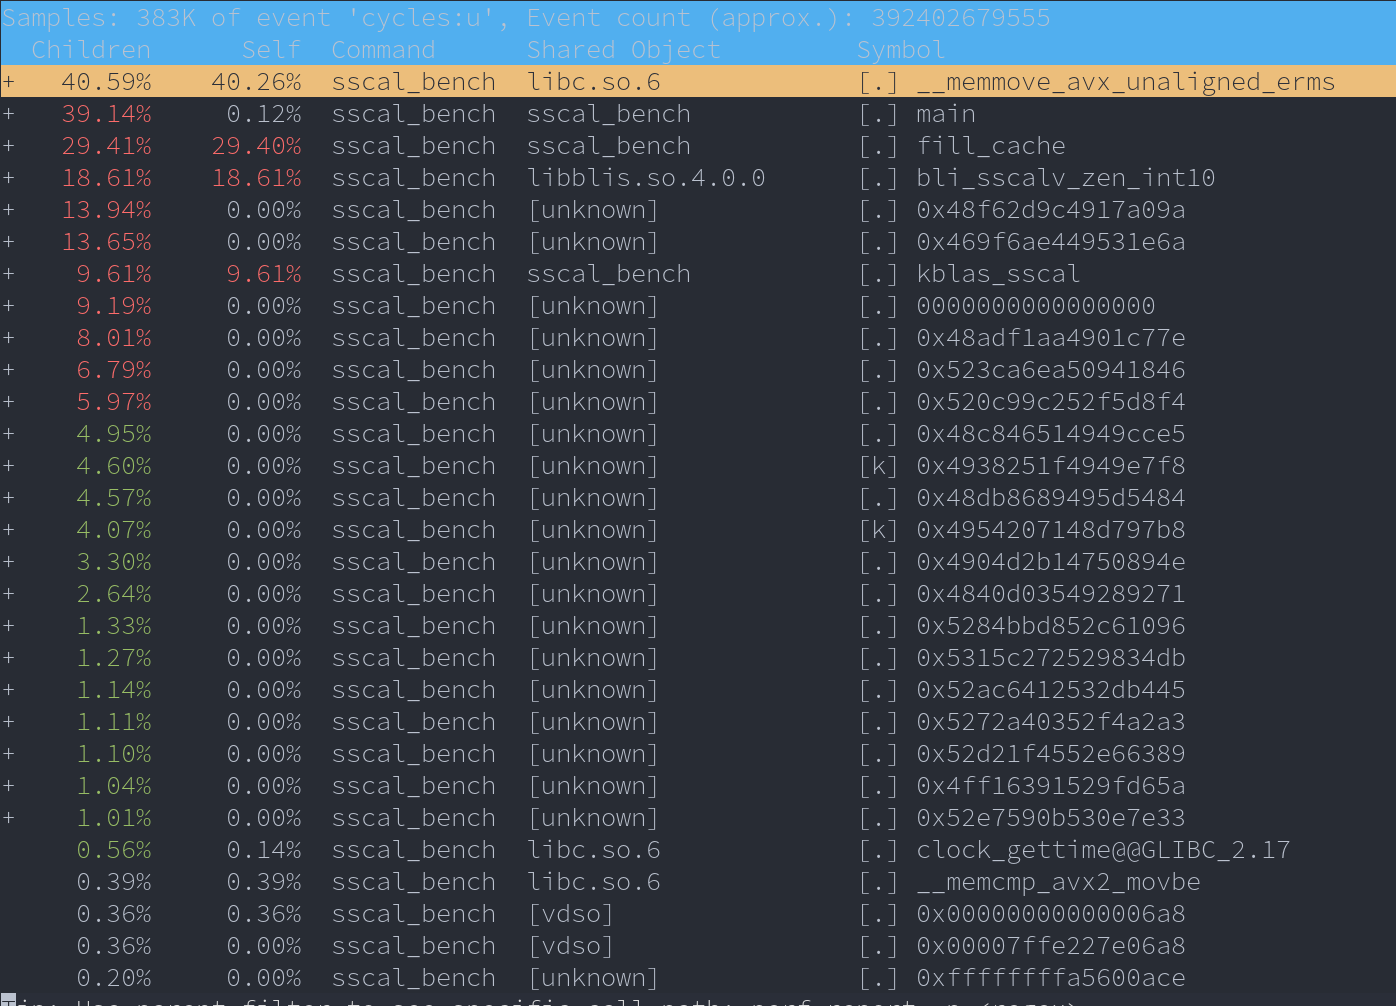 Samples: 383K of event 'cycles:u', Event count (approx.): 392402679555
Children Self Command Shared Object Symbol
+ 40.59% 40.26% sscal_bench libc.so.6 [.] __memmove_avx_unaligned_erms
+ 39.14% 0.12% sscal_bench sscal_bench [.] main
+ 29.41% 29.40% sscal_bench sscal_bench [.] fill_cache
+ 18.61% 18.61% sscal_bench libblis.so.4.0.0 [.] bli_sscalv_zen_int10
+ 13.94% 0.00% sscal_bench [unknown] [.] 0x48f62d9c4917a09a
+ 13.65% 0.00% sscal_bench [unknown] [.] 0x469f6ae449531e6a
+ 9.61% 9.61% sscal_bench sscal_bench [.] kblas_sscal
+ 9.19% 0.00% sscal_bench [unknown] [.] 0000000000000000
+ 8.01% 0.00% sscal_bench [unknown] [.] 0x48adf1aa4901c77e
+ 6.79% 0.00% sscal_bench [unknown] [.] 0x523ca6ea50941846
+ 5.97% 0.00% sscal_bench [unknown] [.] 0x520c99c252f5d8f4
+ 4.95% 0.00% sscal_bench [unknown] [.] 0x48c846514949cce5
+ 4.60% 0.00% sscal_bench [unknown] [k] 0x4938251f4949e7f8
+ 4.57% 0.00% sscal_bench [unknown] [.] 0x48db8689495d5484
+ 4.07% 0.00% sscal_bench [unknown] [k] 0x4954207148d797b8
+ 3.30% 0.00% sscal_bench [unknown] [.] 0x4904d2b14750894e
+ 2.64% 0.00% sscal_bench [unknown] [.] 0x4840d03549289271
+ 1.33% 0.00% sscal_bench [unknown] [.] 0x5284bbd852c61096
+ 1.27% 0.00% sscal_bench [unknown] [.] 0x5315c272529834db
+ 1.14% 0.00% sscal_bench [unknown] [.] 0x52ac6412532db445
+ 1.11% 0.00% sscal_bench [unknown] [.] 0x5272a40352f4a2a3
+ 1.10% 0.00% sscal_bench [unknown] [.] 0x52d21f4552e66389
+ 1.04% 0.00% sscal_bench [unknown] [.] 0x4ff16391529fd65a
+ 1.01% 0.00% sscal_bench [unknown] [.] 0x52e7590b530e7e33
0.56% 0.14% sscal_bench libc.so.6 [.] clock_gettime@@GLIBC_2.17
0.39% 0.39% sscal_bench libc.so.6 [.] __memcmp_avx2_movbe
0.36% 0.36% sscal_bench [vdso] [.] 0x00000000000006a8
0.36% 0.00% sscal_bench [vdso] [.] 0x00007ffe227e06a8
0.20% 0.00% sscal_bench [unknown] [.] 0xffffffffa5600ace